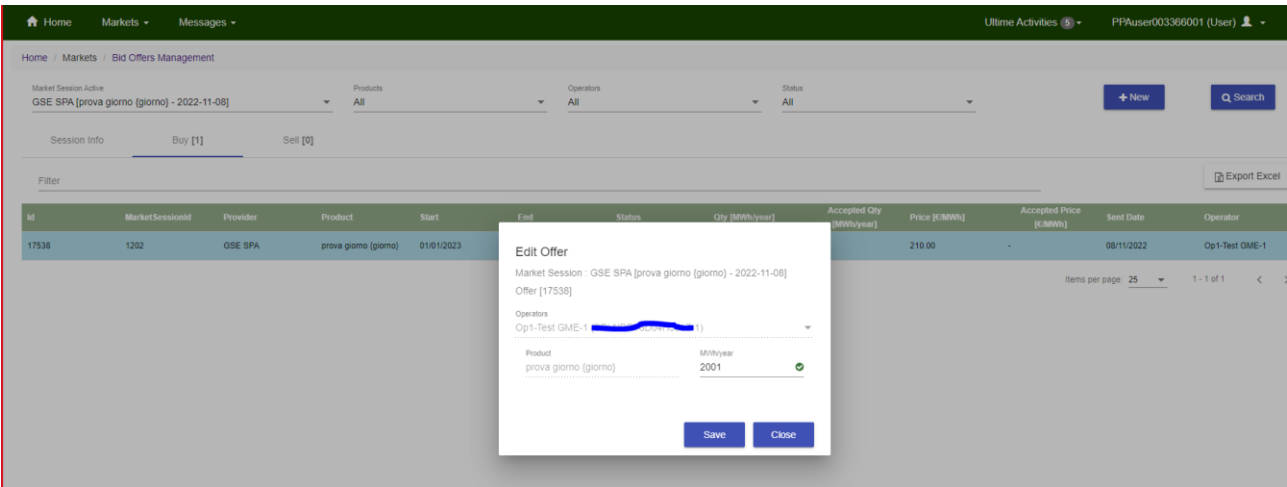 Home Markets Messages Ultime Activities 5 PPAuser003366001 (User)
Home / Markets / Bid Offers Management
Market Session Active Products Operators Status
GSE SPA [prova giorno {giorno} - 2022-11-08] All All All + New Search
Session Info Buy [1] Sell [0]
Filter Export Excel
Id MarketSessionId Provider Product Start End Status Qty [MWh/year] Accepted Qty [MWh/year] Price [€/MWh] Accepted Price [€/MWh] Sent Date Operator
17538 1202 GSE SPA prova giorno {giorno} 01/01/2023 210.00 - 08/11/2022 Op1-Test GME-1
Items per page: 25 1 - 1 of 1
Edit Offer
Market Session : GSE SPA [prova giorno {giorno} - 2022-11-08]
Offer [17538]
Operators
Op1-Test GME-1
Product MWh/year
prova giorno {giorno} 2001
Save Close